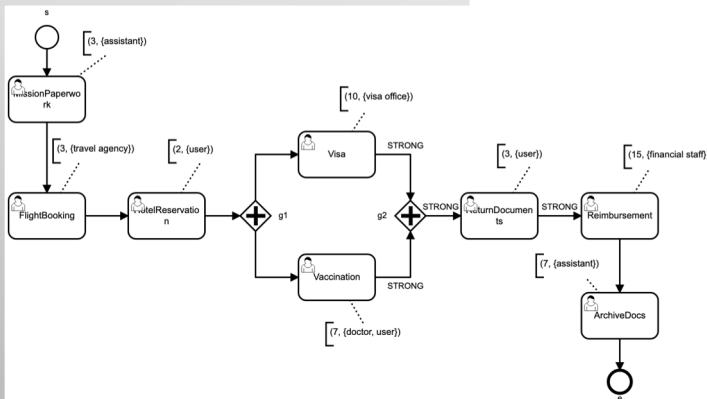 s
(3, {assistant})
MissionPaperwo
rk
(10, {visa office})
(3, {travel agency})
(2, {user})
Visa
STRONG
(3, {user})
(15, {financial staff})
FlightBooking
HotelReservatio
n
g1
g2
STRONG
ReturnDocumen
ts
STRONG
Reimbursement
Vaccination
STRONG
(7, {assistant})
(7, {doctor, user})
ArchiveDocs
e